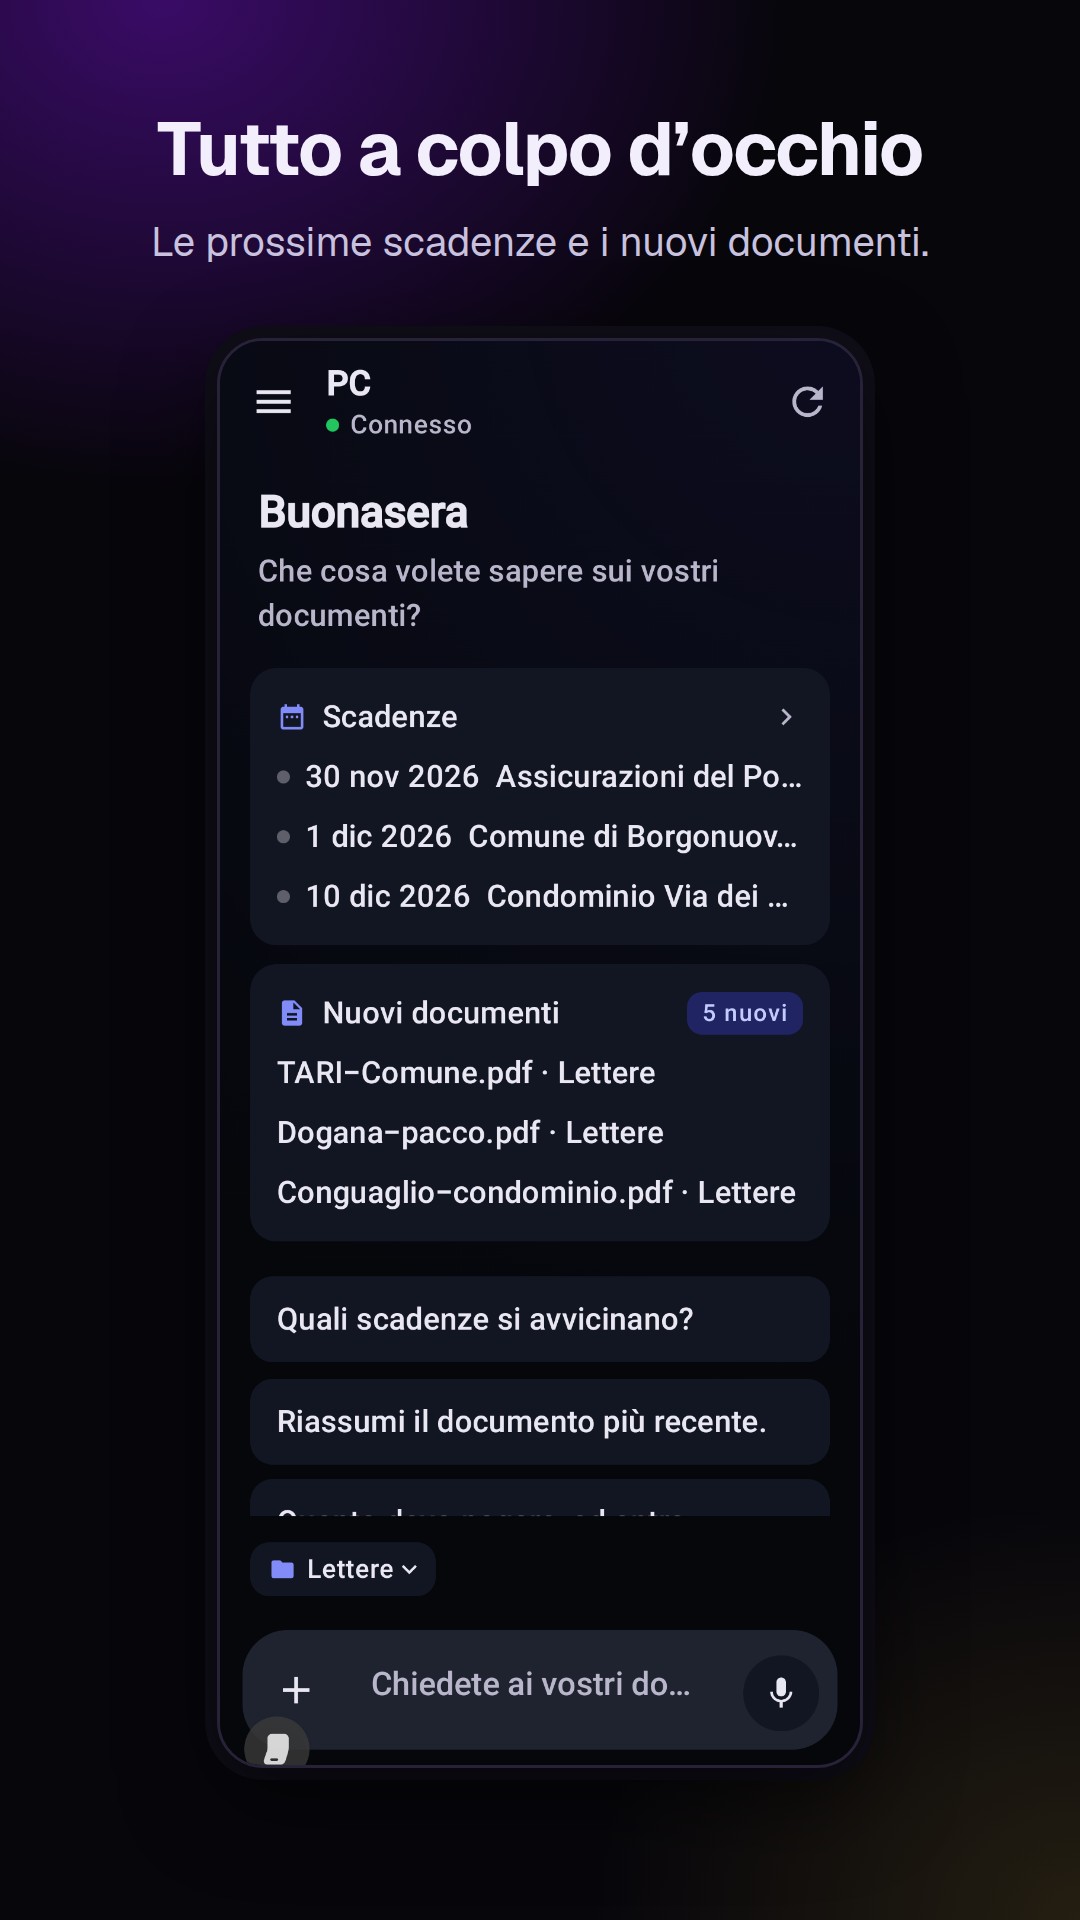 Tutto a colpo d’occhio
Le prossime scadenze e i nuovi documenti.
PC
Connesso
Buonasera
Che cosa volete sapere sui vostri
documenti?
Scadenze
30 nov 2026 Assicurazioni del Po...
1 dic 2026 Comune di Borgonuov...
10 dic 2026 Condominio Via dei ...
Nuovi documenti
5 nuovi
TARI-Comune.pdf · Lettere
Dogana-pacco.pdf · Lettere
Conguaglio-condominio.pdf · Lettere
Quali scadenze si avvicinano?
Riassumi il documento più recente.
Lettere
Chiedete ai vostri do...